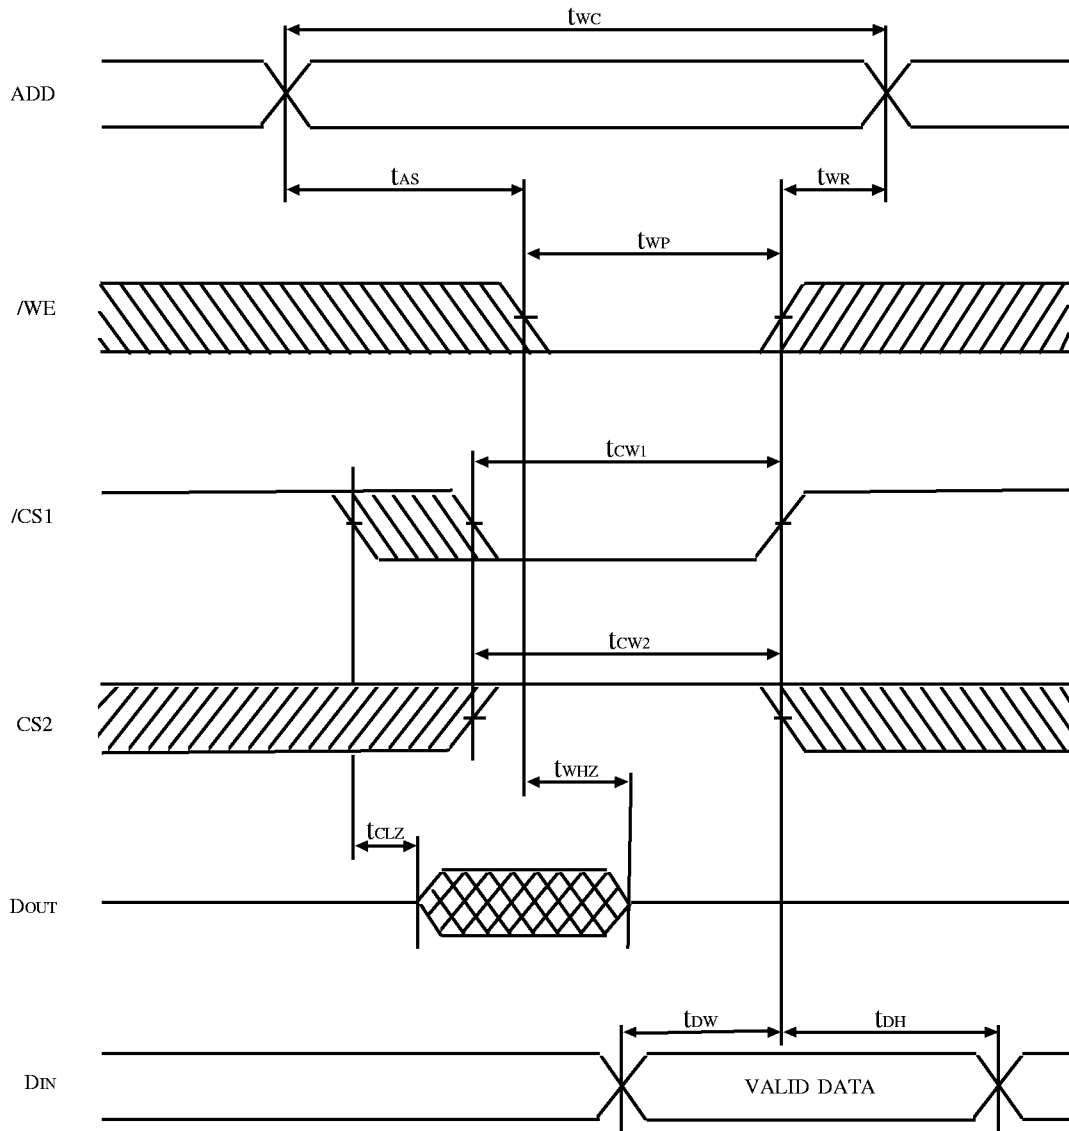 tWC
ADD
tAS
tWR
tWP
/WE
tCW1
/CS1
tCW2
CS2
tWHZ
tCLZ
DOUT
tDW
tDH
DIN
VALID DATA